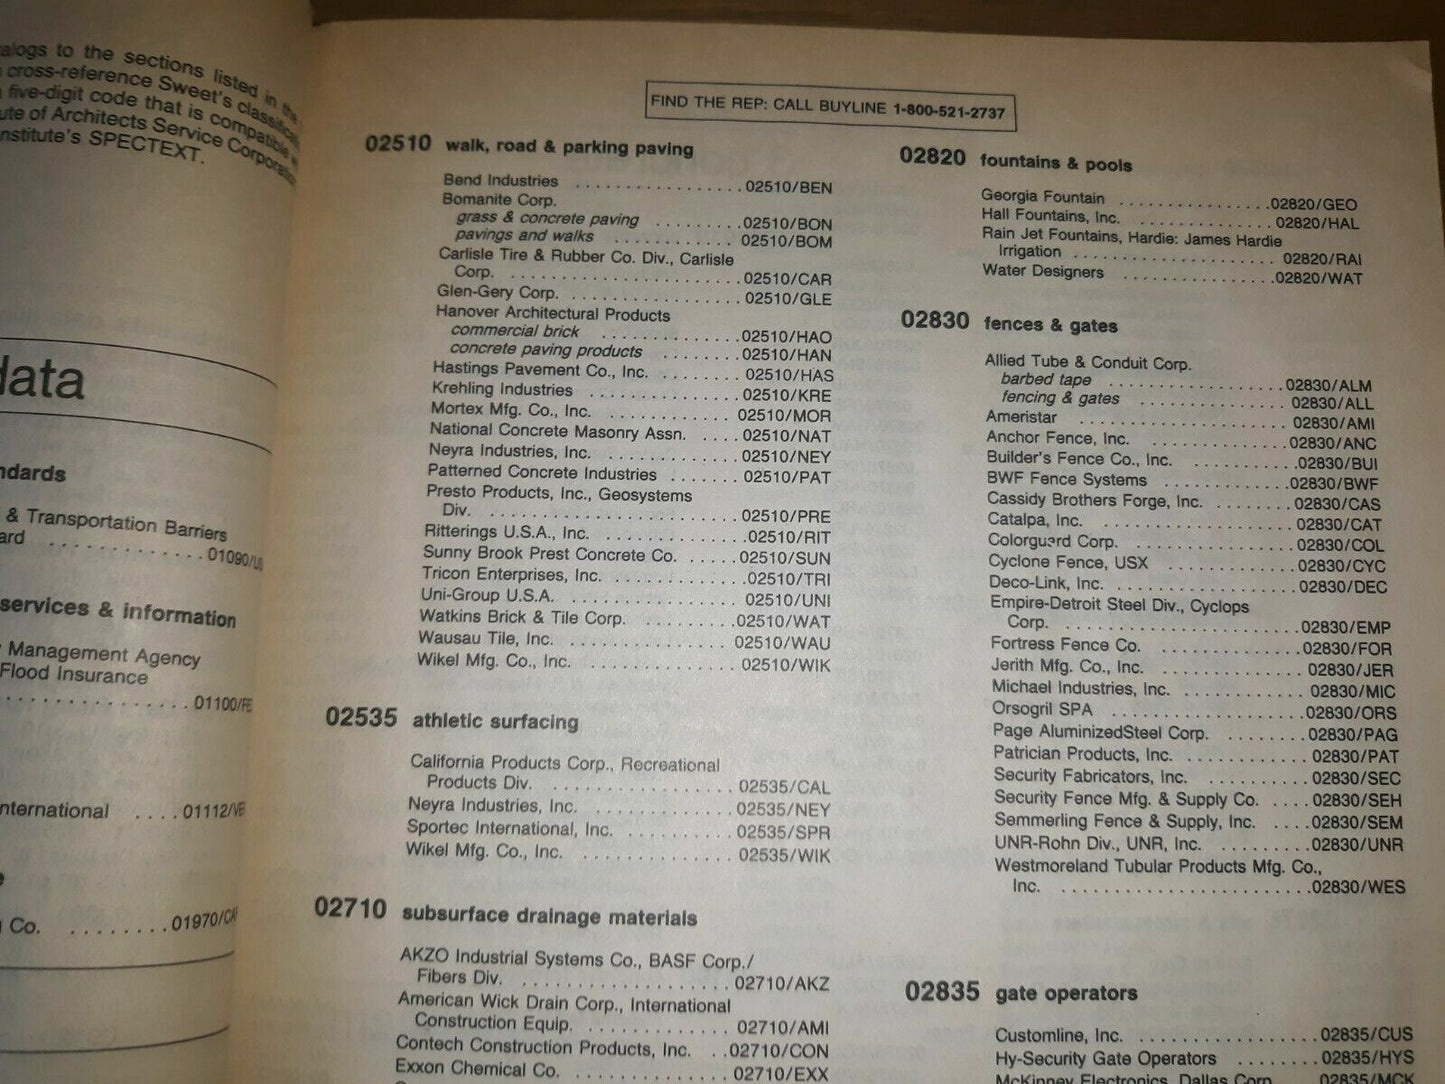 alogs to the sections listed in the
cross-reference Sweet's
five-digit code that is compatible
ute of Architects Service Corporation
nstitute's SPECTEXT.
data
ndards
& Transportation Barriers
ard . . . . . . . . . . . . . 01090/
services & information
Management Agency
Flood Insurance
. . . . . . . . . . . . . . . . 01100/FE
nternational . . . . 01112/VE
Co. . . . . . . . . 01970/
FIND THE REP: CALL BUYLINE 1-800-521-2737
02510 walk, road & parking paving
Bend Industries . . . . . . . . . . . . . . . . . 02510/BEN
Bomanite Corp.
grass & concrete paving . . . . . . . . . 02510/BON
pavings and walks . . . . . . . . . . . . 02510/BOM
Carlisle Tire & Rubber Co. Div., Carlisle
Corp. . . . . . . . . . . . . . . . . . . . . . . . . 02510/CAR
Glen-Gery Corp. . . . . . . . . . . . . . . . . . 02510/GLE
Hanover Architectural Products
commercial brick . . . . . . . . . . . . . . 02510/HAO
concrete paving products . . . . . . . . 02510/HAN
Hastings Pavement Co., Inc. . . . . . . . . 02510/HAS
Krehling Industries . . . . . . . . . . . . . . . 02510/KRE
Mortex Mfg. Co., Inc. . . . . . . . . . . . . . 02510/MOR
National Concrete Masonry Assn. . . . . 02510/NAT
Neyra Industries, Inc. . . . . . . . . . . . . . . 02510/NEY
Patterned Concrete Industries . . . . . . . 02510/PAT
Presto Products, Inc., Geosystems
Div. . . . . . . . . . . . . . . . . . . . . . . . . . . 02510/PRE
Ritterings U.S.A., Inc. . . . . . . . . . . . . . . . . 02510/RIT
Sunny Brook Prest Concrete Co. . . . . . 02510/SUN
Tricon Enterprises, Inc. . . . . . . . . . . . . . . 02510/TRI
Uni-Group U.S.A. . . . . . . . . . . . . . . . . . 02510/UNI
Watkins Brick & Tile Corp. . . . . . . . . . . . 02510/WAT
Wausau Tile, Inc. . . . . . . . . . . . . . . . . 02510/WAU
Wikel Mfg. Co., Inc. . . . . . . . . . . . . . . . 02510/WIK
02535 athletic surfacing
California Products Corp., Recreational
Products Div. . . . . . . . . . . . . . . . . . . . 02535/CAL
Neyra Industries, Inc. . . . . . . . . . . . . . . 02535/NEY
Sportec International, Inc. . . . . . . . . . . . 02535/SPR
Wikel Mfg. Co., Inc. . . . . . . . . . . . . . . . 02535/WIK
02710 subsurface drainage materials
AKZO Industrial Systems Co., BASF Corp./
Fibers Div. . . . . . . . . . . . . . . . . . . . 02710/AKZ
American Wick Drain Corp., International
Construction Equip. . . . . . . . . . . . . . 02710/AMI
Contech Construction Products, Inc. . . 02710/CON
Exxon Chemical Co. . . . . . . . . . . . . . . . 02710/EXX
02820 fountains & pools
Georgia Fountain . . . . . . . . . . . . . . . . 02820/GEO
Hall Fountains, Inc. . . . . . . . . . . . . . . 02820/HAL
Rain Jet Fountains, Hardie: James Hardie
Irrigation . . . . . . . . . . . . . . . . . . . . . . 02820/RAI
Water Designers . . . . . . . . . . . . . . . . 02820/WAT
02830 fences & gates
Allied Tube & Conduit Corp.
barbed tape . . . . . . . . . . . . . . . . . . . 02830/ALM
fencing & gates . . . . . . . . . . . . . . . 02830/ALL
Ameristar . . . . . . . . . . . . . . . . . . . . . . 02830/AMI
Anchor Fence, Inc. . . . . . . . . . . . . . . . 02830/ANC
Builder's Fence Co., Inc. . . . . . . . . . . . . 02830/BUI
BWF Fence Systems . . . . . . . . . . . . . 02830/BWF
Cassidy Brothers Forge, Inc. . . . . . . . . 02830/CAS
Catalpa, Inc. . . . . . . . . . . . . . . . . . . . . 02830/CAT
Colorguard Corp. . . . . . . . . . . . . . . . . . 02830/COL
Cyclone Fence, USX . . . . . . . . . . . . . . 02830/CYC
Deco-Link, Inc. . . . . . . . . . . . . . . . . . . . 02830/DEC
Empire-Detroit Steel Div., Cyclops
Corp. . . . . . . . . . . . . . . . . . . . . . . . . . 02830/EMP
Fortress Fence Co. . . . . . . . . . . . . . . . 02830/FOR
Jerith Mfg. Co., Inc. . . . . . . . . . . . . . . . 02830/JER
Michael Industries, Inc. . . . . . . . . . . . . 02830/MIC
Orsogril SPA . . . . . . . . . . . . . . . . . . . . 02830/ORS
Page AluminizedSteel Corp. . . . . . . . . 02830/PAG
Patrician Products, Inc. . . . . . . . . . . . . 02830/PAT
Security Fabricators, Inc. . . . . . . . . . . . 02830/SEC
Security Fence Mfg. & Supply Co. . . . . 02830/SEH
Semmerling Fence & Supply, Inc. . . . . 02830/SEM
UNR-Rohn Div., UNR, Inc. . . . . . . . . . . 02830/UNR
Westmoreland Tubular Products Mfg. Co.,
Inc. . . . . . . . . . . . . . . . . . . . . . . . . . . . 02830/WES
02835 gate operators
Customline, Inc. . . . . . . . . . . . . . . . . . . 02835/CUS
Hy-Security Gate Operators . . . . . . . . 02835/HYS
McKinney Electronics, Dallas Corp. 02835/MCK